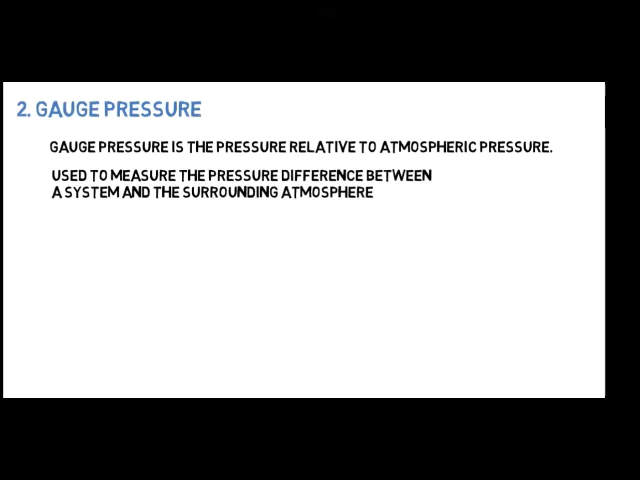 2. GAUGE PRESSURE
GAUGE PRESSURE IS THE PRESSURE RELATIVE TO ATMOSPHERIC PRESSURE.
USED TO MEASURE THE PRESSURE DIFFERENCE BETWEEN
A SYSTEM AND THE SURROUNDING ATMOSPHERE